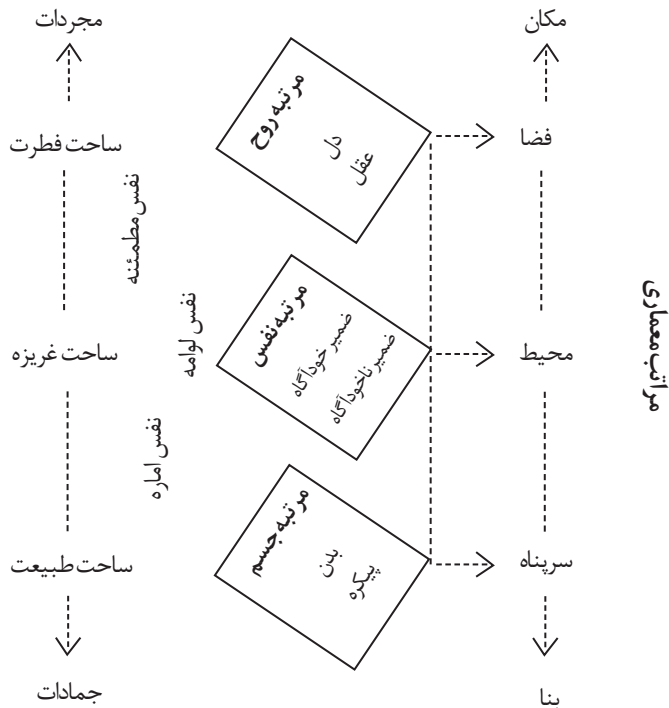 مکان
مجردات
مرتبه روح
دل
عقل
فضا
ساحت فطرت
نفس مطمئنه
مرتبه نفس
ضمیر خودآگاه
ضمیر ناخودآگاه
محیط
مراتب معماری
نفس لوامه
ساحت غریزه
نفس اماره
مرتبه جسم
بدن
پیکره
سرپناه
ساحت طبیعت
بنا
جمادات